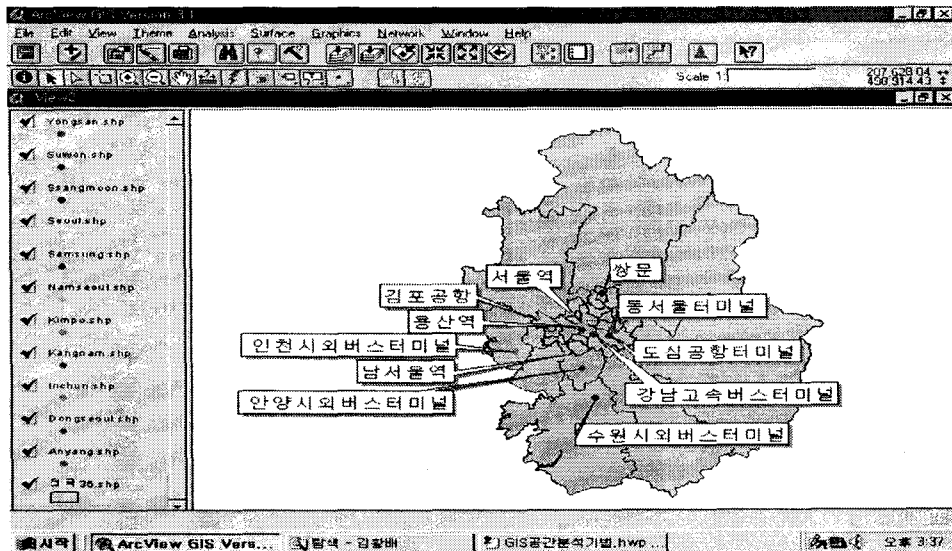 ArcView GIS Version 3.1
File Edit View Theme Analysis Surface Graphics Network Window Help
Scale 1:
View2
Yongsan.shp
Suwon.shp
Ssangmoon.shp
Seoul.shp
Samsung.shp
Namseoul.shp
Kimpo.shp
Kangnam.shp
Inchun.shp
Dongseoul.shp
Anyang.shp
서울역
쌍문
김포공항
동서울터미널
용산역
인천시외버스터미널
도심공항터미널
남서울역
강남고속버스터미널
안양시외버스터미널
수원시외버스터미널
시작
ArcView GIS Vers...
탐색 - 김황배
GIS공간분석기법.hwp ...
오후 3:37